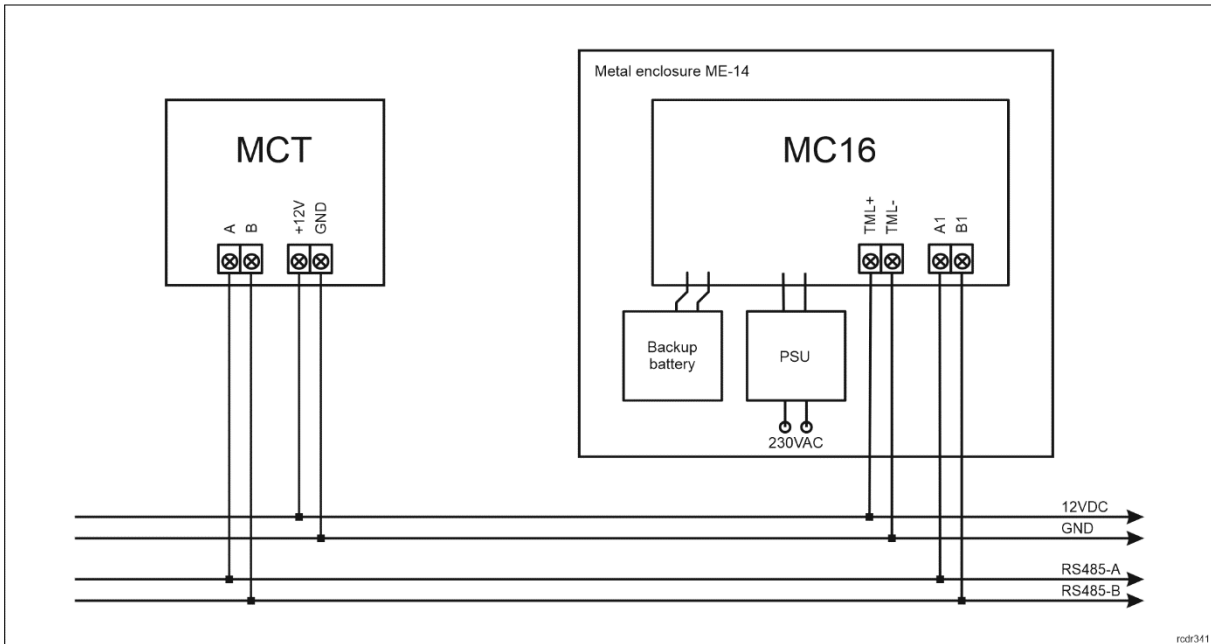 Metal enclosure ME-14
MCT
MC16
A
B
+12V
GND
TML+
TML-
A1
B1
Backup
battery
PSU
230VAC
12VDC
GND
RS485-A
RS485-B
rcdr341